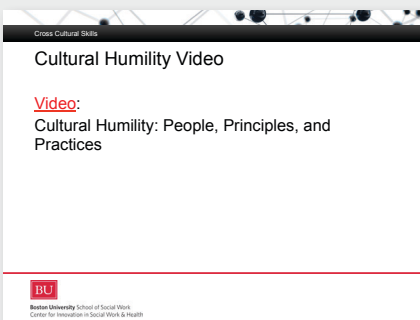 Cross Cultural Skills
Cultural Humility Video
Video:
Cultural Humility: People, Principles, and
Practices
BU
Boston University School of Social Work
Center for Innovation in Social Work & Health